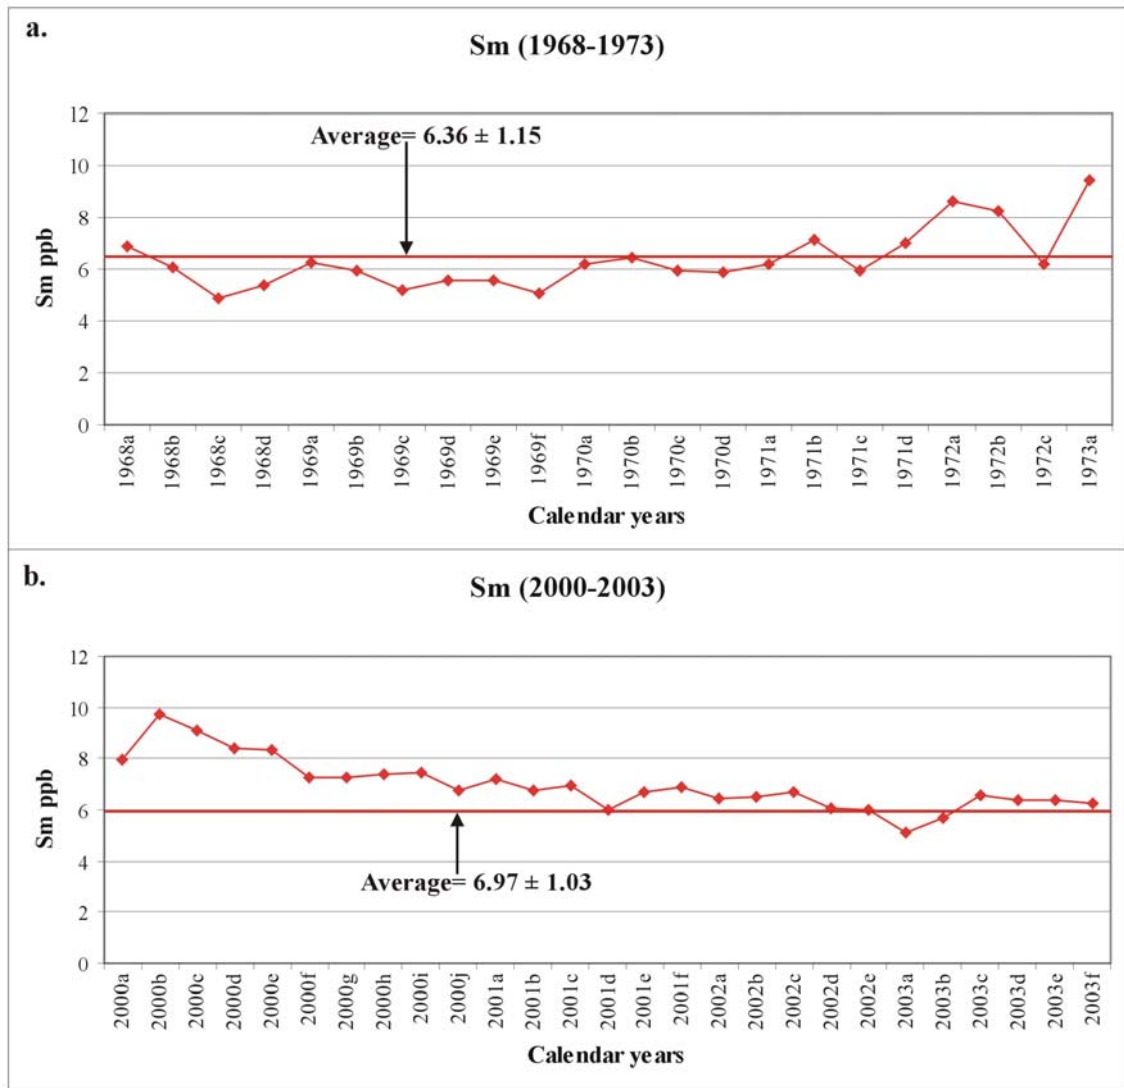 a.
Sm (1968-1973)
12
10
8
6
4
2
0
Sm ppb
Average= 6.36 ± 1.15
1968a
1968b
1968c
1968d
1969a
1969b
1969c
1969d
1969e
1969f
1970a
1970b
1970c
1970d
1971a
1971b
1971c
1971d
1972a
1972b
1972c
1973a
Calendar years
b.
Sm (2000-2003)
12
10
8
6
4
2
0
Sm ppb
Average= 6.97 ± 1.03
2000a
2000b
2000c
2000d
2000e
2000f
2000g
2000h
2000i
2000j
2001a
2001b
2001c
2001d
2001e
2001f
2002a
2002b
2002c
2002d
2002e
2003a
2003b
2003c
2003d
2003e
2003f
Calendar years